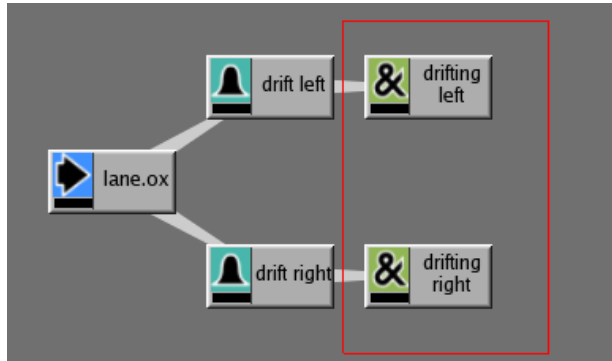 drift left
&
drifting
left
lane.ox
drift right
&
drifting
right